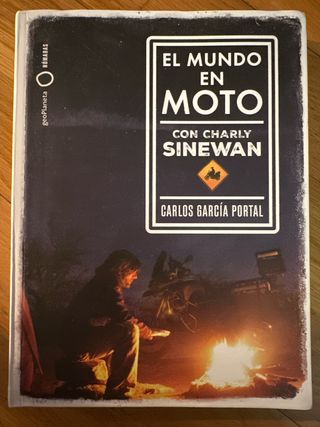 EL MUNDO
EN
MOTO
CON CHARLY
SINEWAN
CARLOS GARCÍA PORTAL
geoPlaneta
NÓMADAS